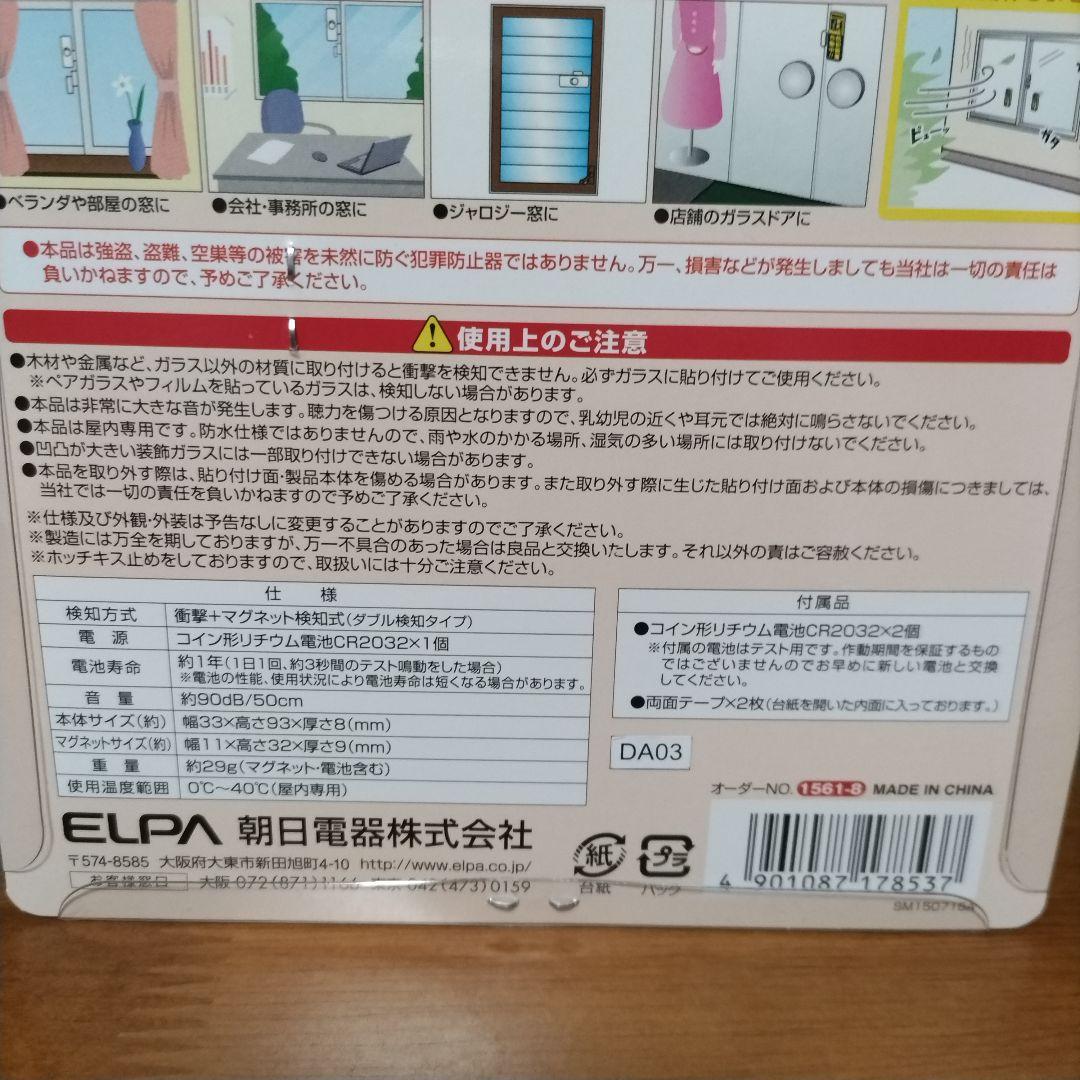 ビュー!
ガタ
●ベランダや部屋の窓に
●会社・事務所の窓に
●ジャロジー窓に
●店舗のガラスドアに
●本品は強盗、盗難、空巣等の被害を未然に防ぐ犯罪防止器ではありません。万一、損害などが発生しましても当社は一切の責任は
負いかねますので、予めご了承ください。
使用上のご注意
●木材や金属など、ガラス以外の材質に取り付けると衝撃を検知できません。必ずガラスに貼り付けてご使用ください。
※ペアガラスやフィルムを貼っているガラスは、検知しない場合があります。
●本品は非常に大きな音が発生します。聴力を傷つける原因となりますので、乳幼児の近くや耳元では絶対に鳴らさないでください。
●本品は屋内専用です。防水仕様ではありませんので、雨や水のかかる場所、湿気の多い場所には取り付けないでください。
●凹凸が大きい装飾ガラスには一部取り付けできない場合があります。
●本品を取り外す際は、貼り付け面・製品本体を傷める場合があります。また取り外す際に生じた貼り付け面および本体の損傷につきましては、
当社では一切の責任を負いかねますので予めご了承ください。
※仕様及び外観・外装は予告なしに変更することがありますのでご了承ください。
※製造には万全を期しておりますが、万一不具合のあった場合は良品と交換いたします。それ以外の責はご容赦ください。
※ホッチキス止めをしておりますので、取扱いには十分ご注意ください。
仕 様
検知方式 衝撃+マグネット検知式(ダブル検知タイプ)
電源 コイン形リチウム電池CR2032×1個
電池寿命 約1年(1日1回、約3秒間のテスト鳴動をした場合)
※電池の性能、使用状況により電池寿命は短くなる場合があります。
音量 約90dB/50cm
本体サイズ(約) 幅33×高さ93×厚さ8(mm)
マグネットサイズ(約) 幅11×高さ32×厚さ9(mm)
重量 約29g(マグネット・電池含む)
使用温度範囲 0℃～40℃(屋内専用)
付属品
●コイン形リチウム電池CR2032×2個
※付属の電池はテスト用です。作動期間を保証するもの
ではございませんのでお早めに新しい電池と交換
してください。
●両面テープ×2枚(台紙を開いた内面に入っております。)
DA03
オーダーNO. 1561-8 MADE IN CHINA
ELPA 朝日電器株式会社
〒574-8585 大阪府大東市新田旭町4-10 http://www.elpa.co.jp/
お客様窓口 大阪 072(871)1166 東京 042(473)0159
紙
台紙
プラ
パック
4 901087 178537
SM150715A